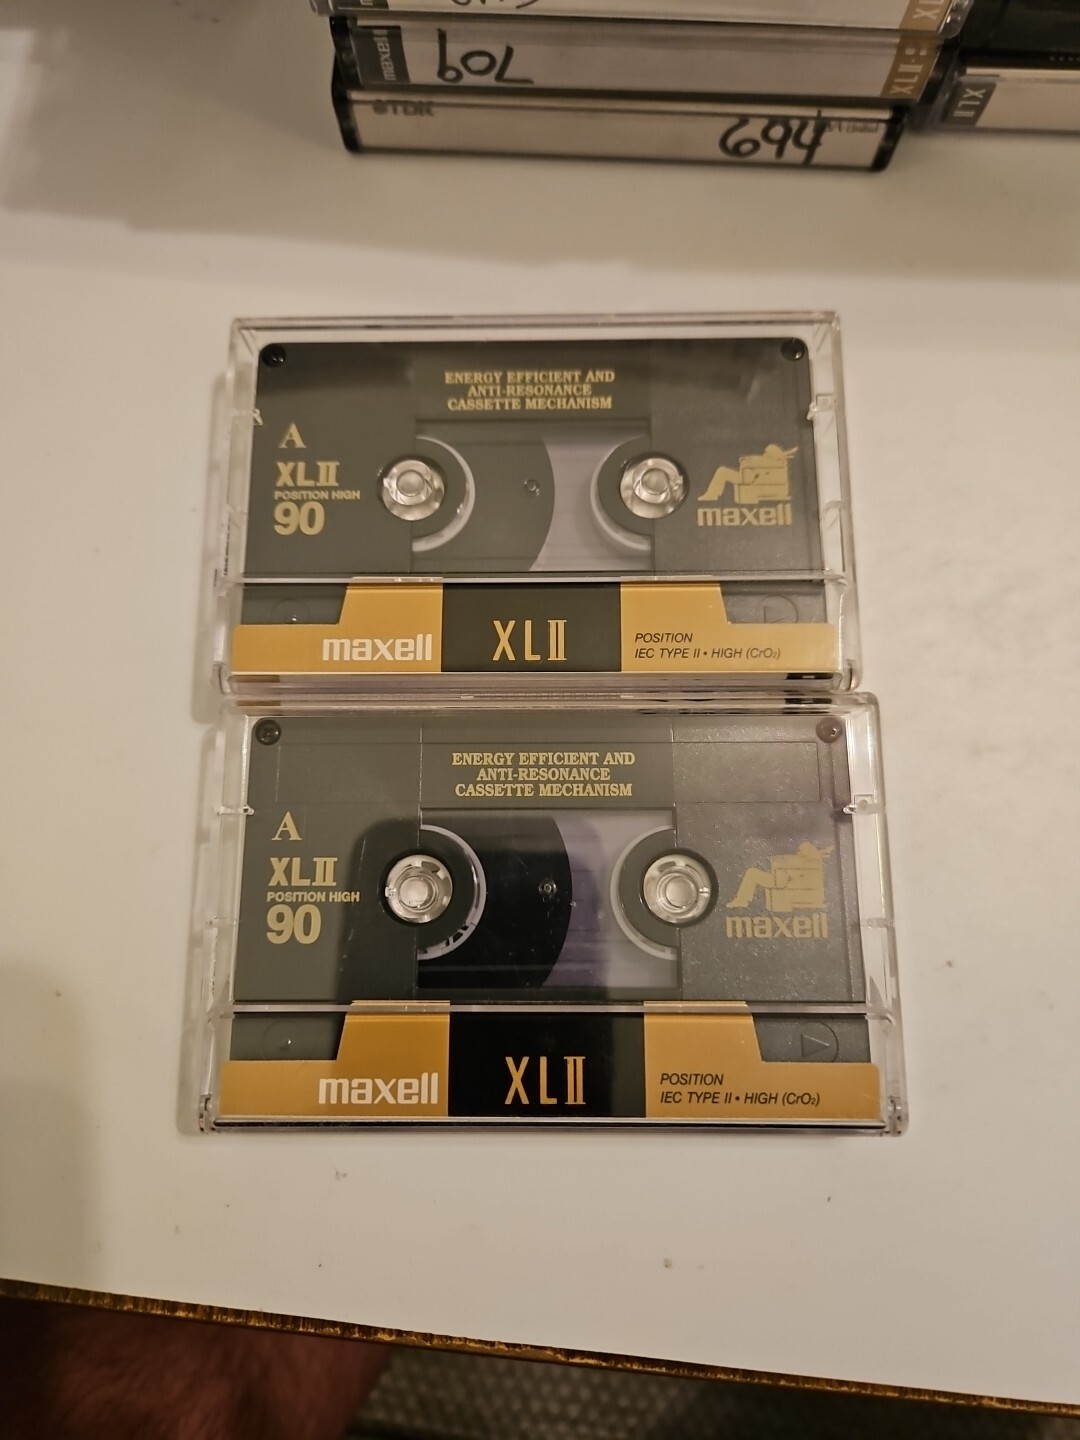 maxell
709
XLII-S
TDK
694
XLII
ENERGY EFFICIENT AND
ANTI-RESONANCE
CASSETTE MECHANISM
A
XLII
POSITION HIGH
90
maxell
maxell
XLII
POSITION
IEC TYPE II • HIGH (CrO₂)
ENERGY EFFICIENT AND
ANTI-RESONANCE
CASSETTE MECHANISM
A
XLII
POSITION HIGH
90
maxell
maxell
XLII
POSITION
IEC TYPE II • HIGH (CrO₂)